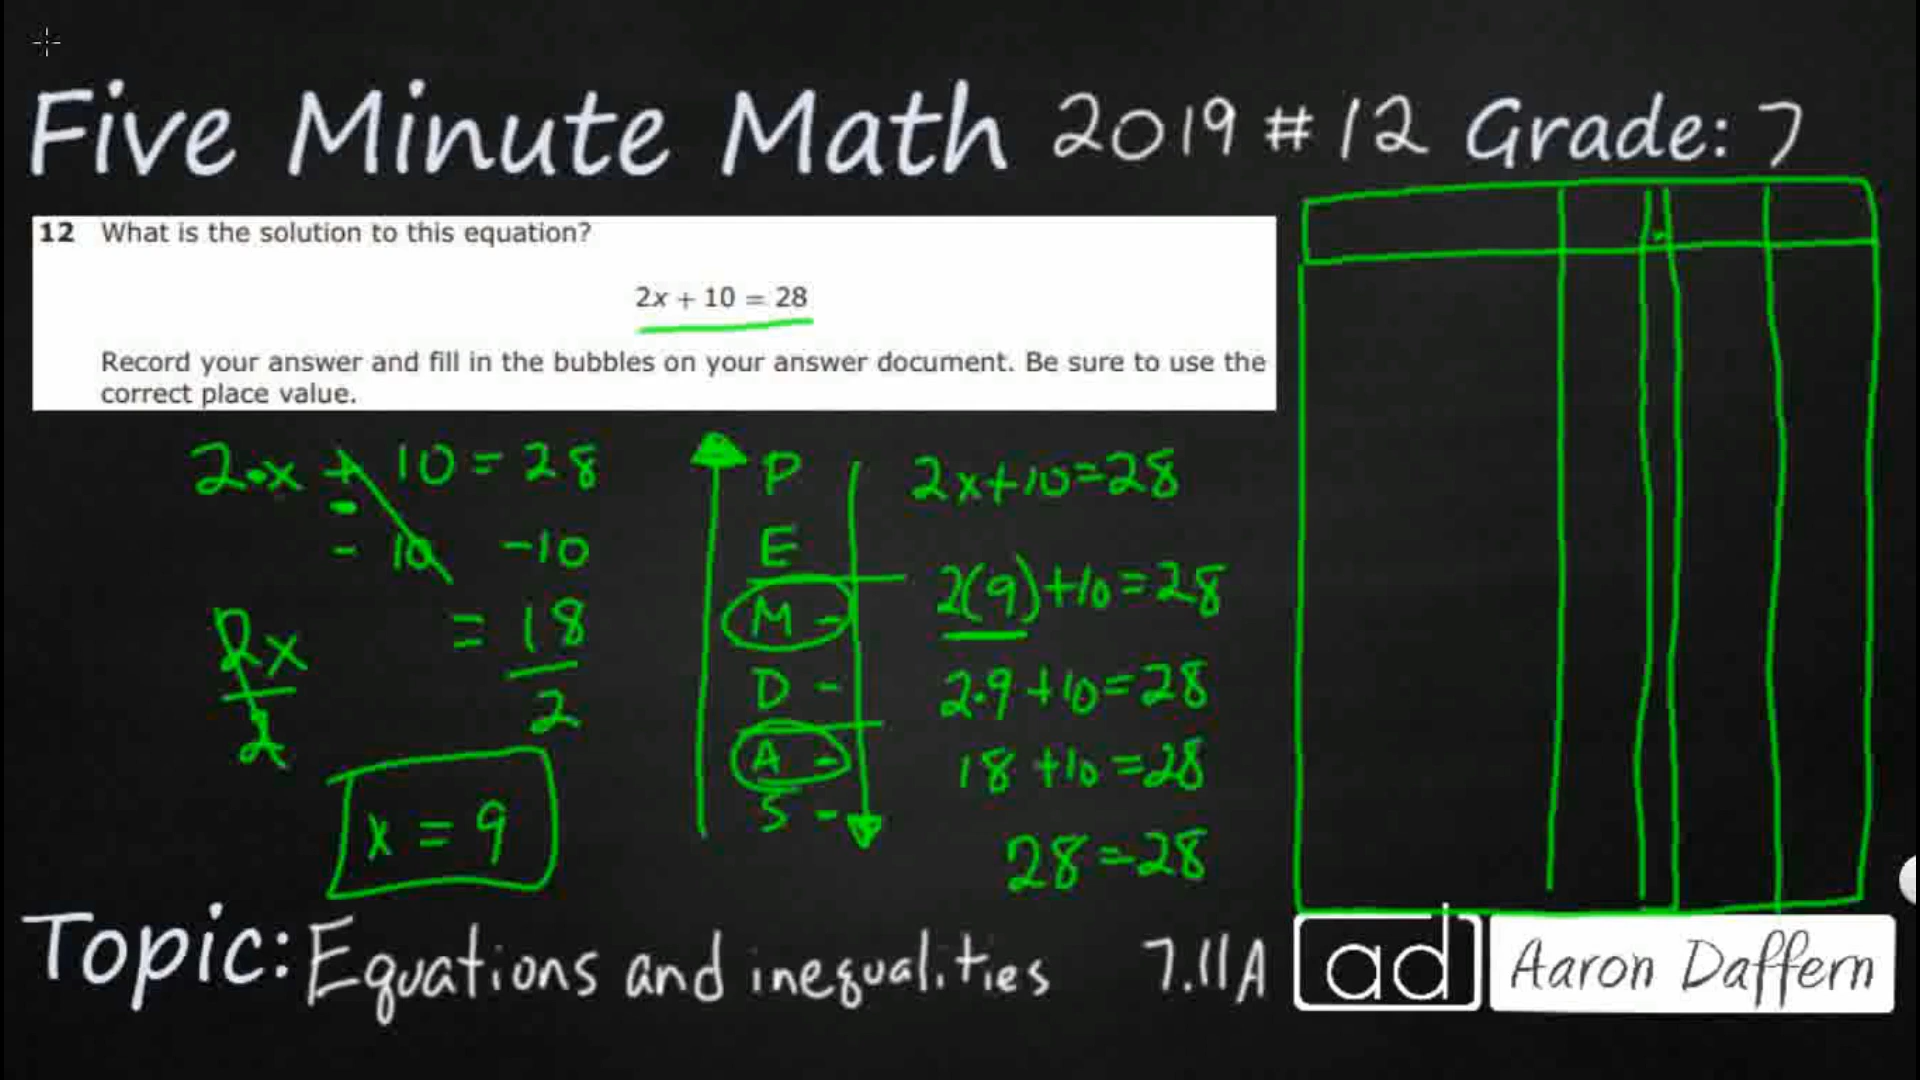 Five Minute Math 2019 #12 Grade: 7
12 What is the solution to this equation?
2x + 10 = 28
Record your answer and fill in the bubbles on your answer document. Be sure to use the
correct place value.
2·x + 10 = 28
- 10 -10
2x = 18
2 2
x = 9
P
E
M -
D -
A -
S -
2x+10=28
2(9)+10=28
2·9+10=28
18+10=28
28=28
Topic: Equations and inequalities 7.11A
ad Aaron Daffern